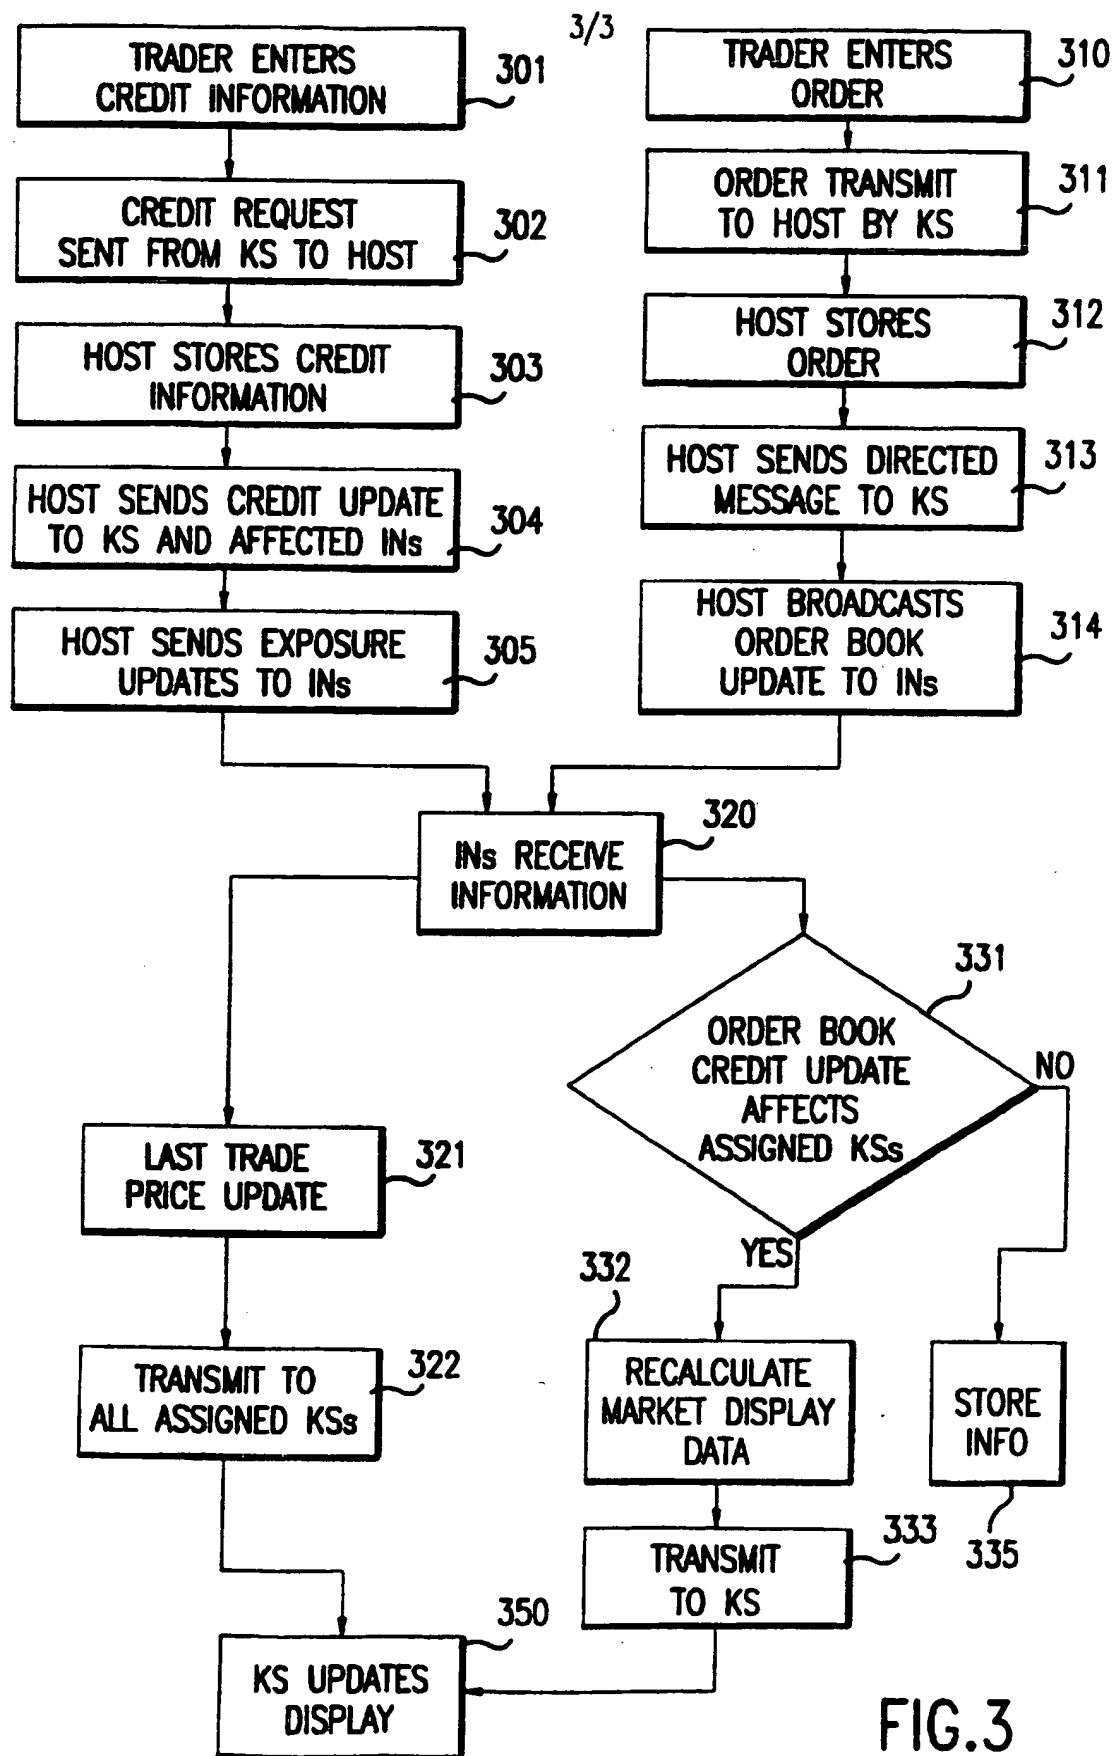 3/3
TRADER ENTERS
CREDIT INFORMATION
301
CREDIT REQUEST
SENT FROM KS TO HOST
302
HOST STORES CREDIT
INFORMATION
303
HOST SENDS CREDIT UPDATE
TO KS AND AFFECTED INs
304
HOST SENDS EXPOSURE
UPDATES TO INs
305
TRADER ENTERS
ORDER
310
ORDER TRANSMIT
TO HOST BY KS
311
HOST STORES
ORDER
312
HOST SENDS DIRECTED
MESSAGE TO KS
313
HOST BROADCASTS
ORDER BOOK
UPDATE TO INs
314
INs RECEIVE
INFORMATION
320
LAST TRADE
PRICE UPDATE
321
TRANSMIT TO
ALL ASSIGNED KSs
322
331
ORDER BOOK
CREDIT UPDATE
AFFECTS
ASSIGNED KSs
NO
YES
332
RECALCULATE
MARKET DISPLAY
DATA
STORE
INFO
335
TRANSMIT
TO KS
333
KS UPDATES
DISPLAY
350
FIG.3